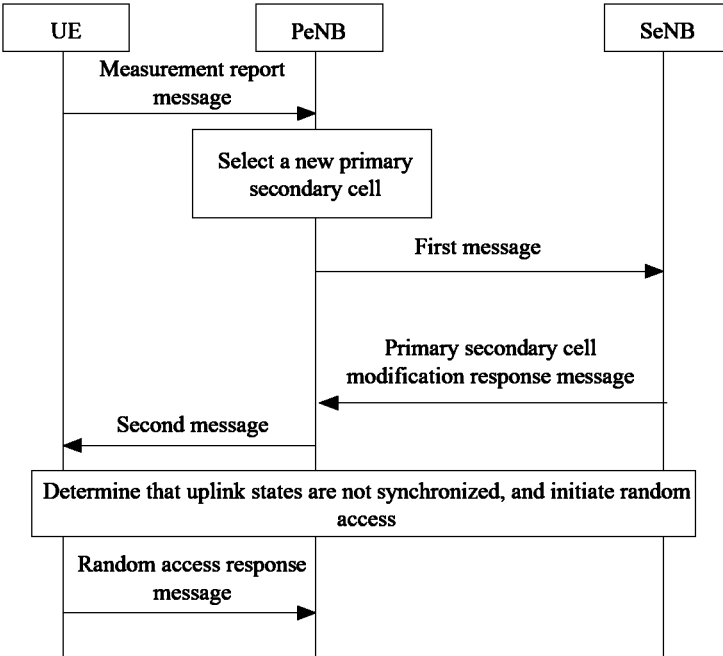 UE
PeNB
SeNB
Measurement report
message
Select a new primary
secondary cell
First message
Primary secondary cell
modification response message
Second message
Determine that uplink states are not synchronized, and initiate random
access
Random access response
message